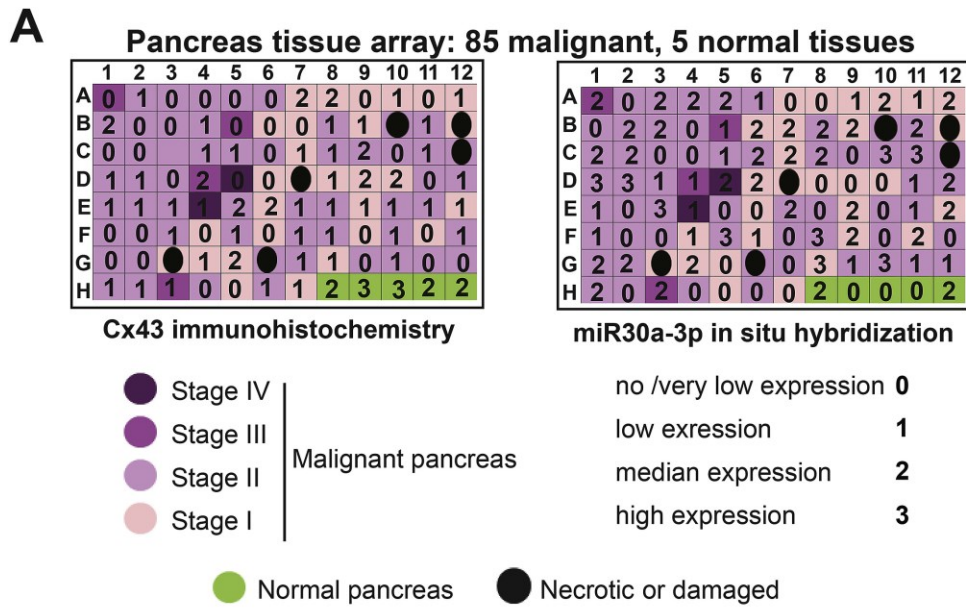 A
Pancreas tissue array: 85 malignant, 5 normal tissues
1 2 3 4 5 6 7 8 9 10 11 12
A 0 1 0 0 0 0 2 2 0 1 0 1
B 2 0 0 1 0 0 0 1 1 1
C 0 0 1 1 0 1 1 2 0 1
D 1 1 0 2 0 0 1 2 2 0 1
E 1 1 1 1 2 2 1 1 1 1 1 1
F 0 0 1 0 1 0 1 1 0 1 0 1
G 0 0 1 2 1 1 0 1 0 0
H 1 1 1 0 0 1 1 2 3 3 2 2
Cx43 immunohistochemistry
1 2 3 4 5 6 7 8 9 10 11 12
A 2 0 2 2 2 1 0 0 1 2 1 2
B 0 2 2 0 1 2 2 2 2 2
C 2 2 0 0 1 2 2 2 0 3 3
D 3 3 1 1 2 2 0 0 0 1 2
E 1 0 3 1 0 0 2 0 2 0 1 2
F 1 0 0 1 3 1 0 3 2 0 2 0
G 2 2 2 0 0 3 1 3 1 1
H 2 0 2 0 0 0 0 2 0 0 0 2
miR30a-3p in situ hybridization
Stage IV
Stage III
Stage II
Stage I
Malignant pancreas
no /very low expression 0
low exression 1
median expression 2
high expression 3
Normal pancreas
Necrotic or damaged